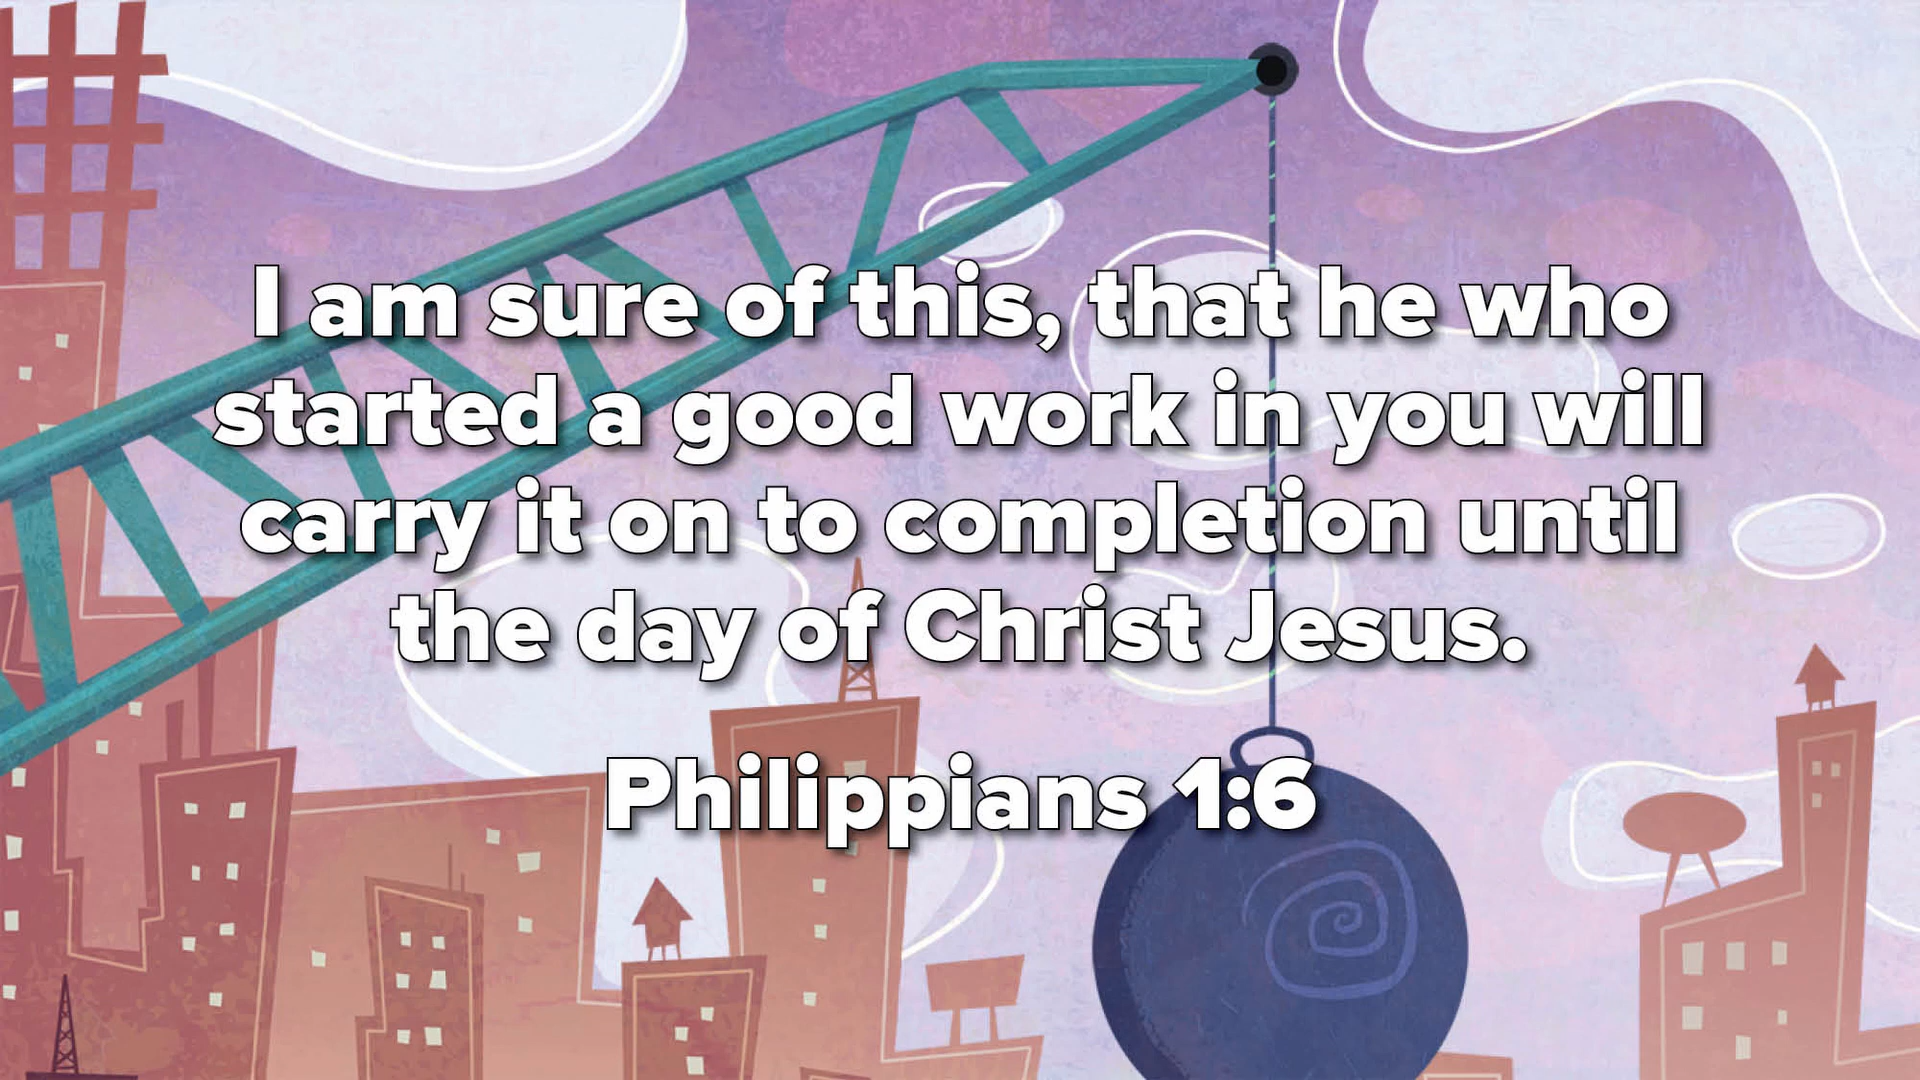 I am sure of this, that he who
started a good work in you will
carry it on to completion until
the day of Christ Jesus.
Philippians 1:6